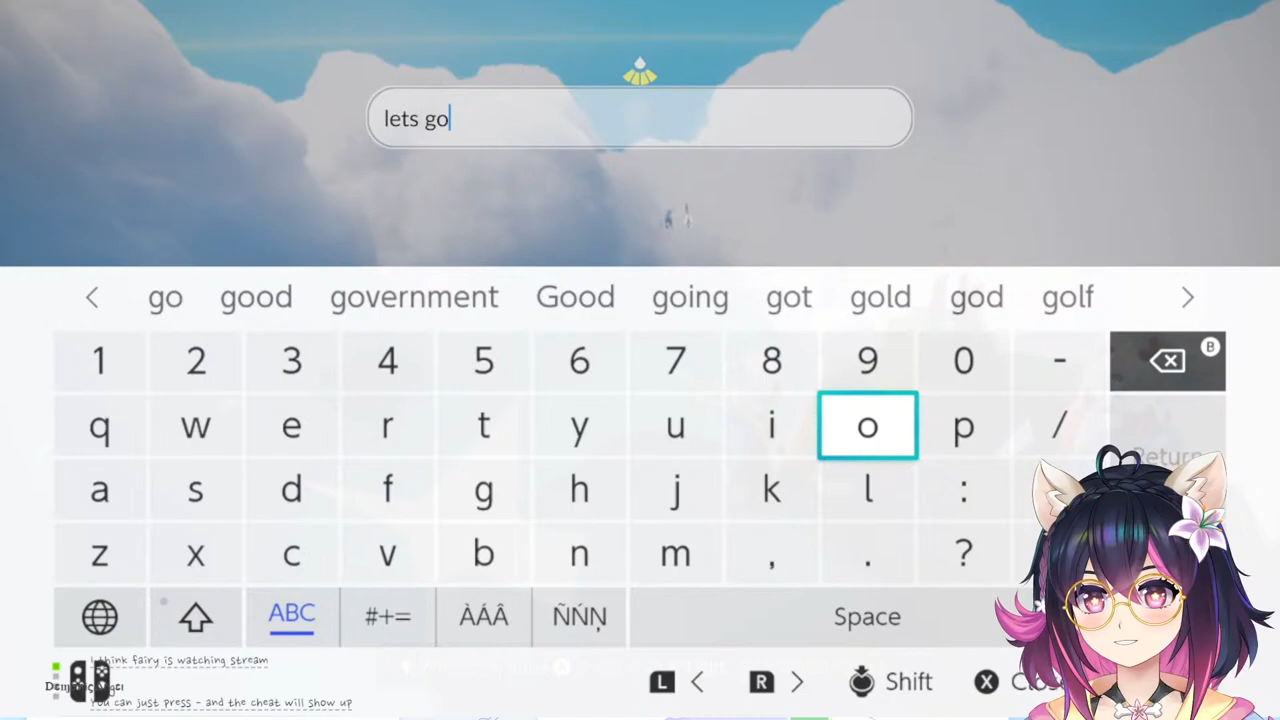 lets go
go good government Good going got gold god golf
1 2 3 4 5 6 7 8 9 0 - B
q w e r t y u i o p / Return
a s d f g h j k l :
z x c v b n m , . ?
ABC #+= ÀÁÂ Space
L R Shift X
I think fairy is watching stream
You can just press - and the cheat will show up